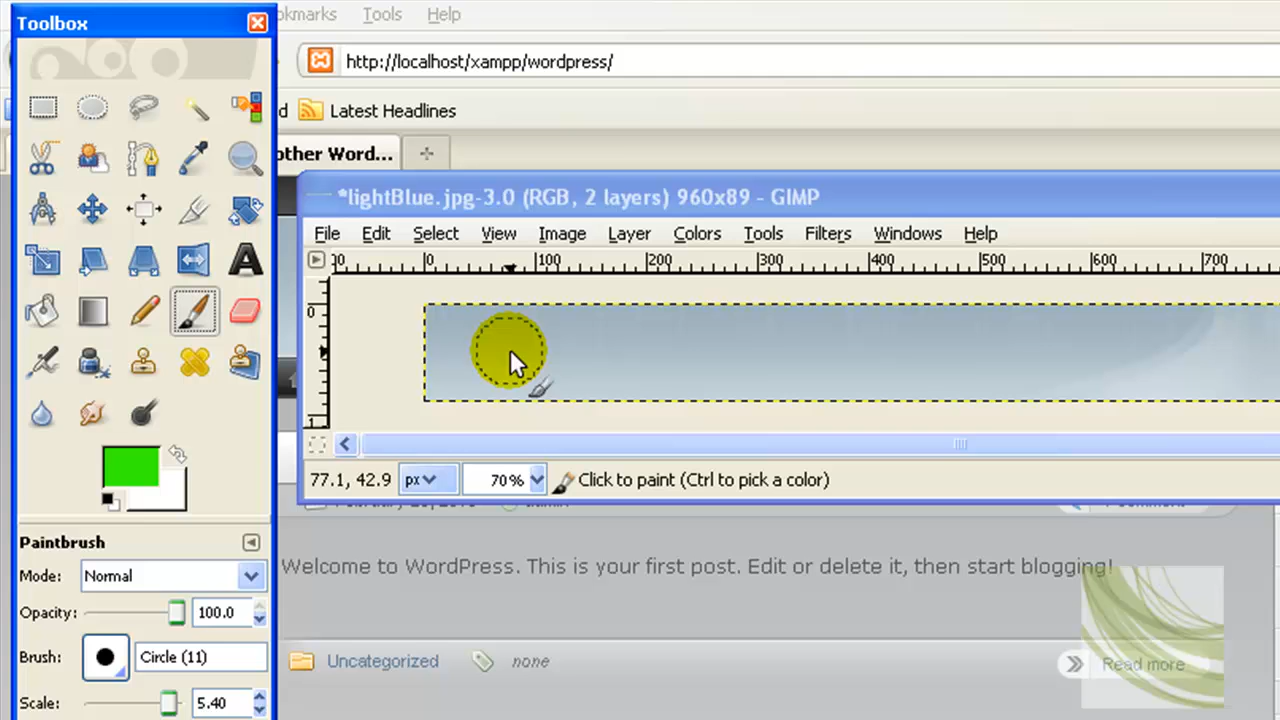 Toolbox
Tools Help
http://localhost/xampp/wordpress/
Latest Headlines
other Word...
*lightBlue.jpg-3.0 (RGB, 2 layers) 960x89 - GIMP
File Edit Select View Image Layer Colors Tools Filters Windows Help
0 100 200 300 400 500 600 700
0
77.1, 42.9 px 70% Click to paint (Ctrl to pick a color)
Paintbrush
Mode: Normal
Opacity: 100.0
Brush: Circle (11)
Scale: 5.40
Welcome to WordPress. This is your first post. Edit or delete it, then start blogging!
Uncategorized none Read more